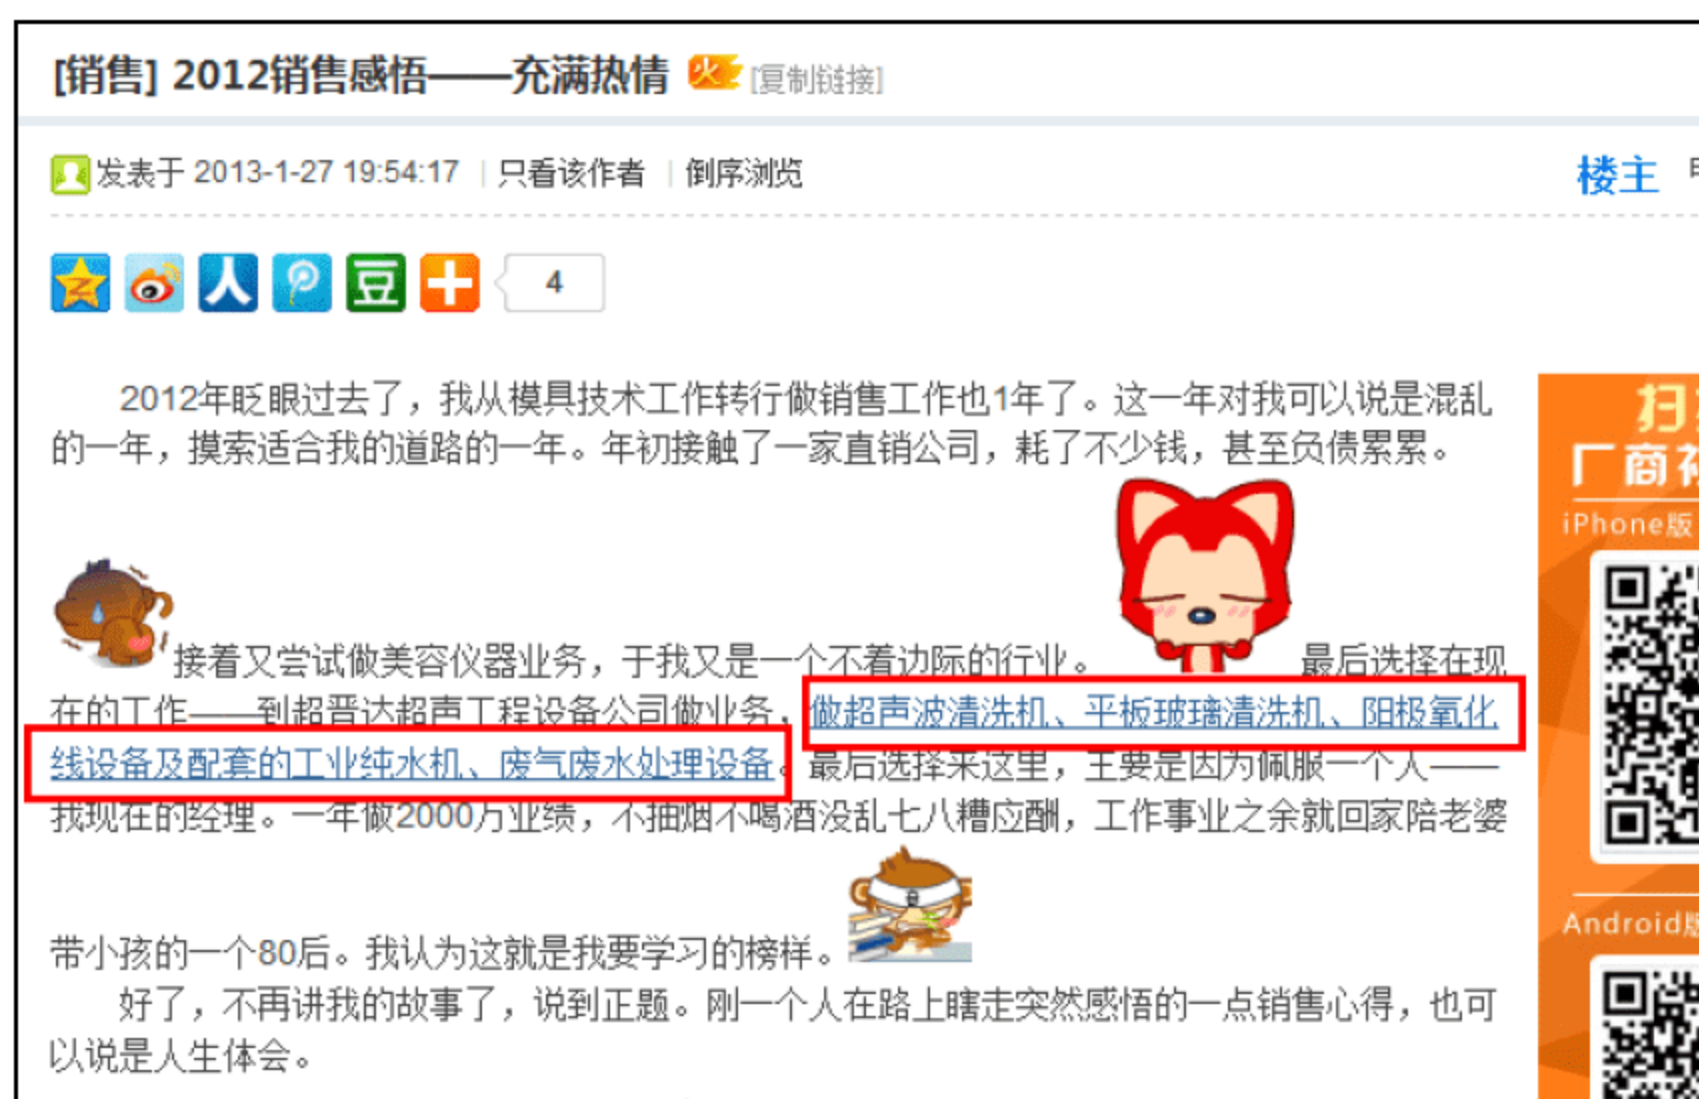 [销售] 2012销售感悟——充满热情 火 [复制链接]
发表于 2013-1-27 19:54:17 | 只看该作者 | 倒序浏览
楼主
人 豆 4
2012年眨眼过去了，我从模具技术工作转行做销售工作也1年了。这一年对我可以说是混乱
的一年，摸索适合我的道路的一年。年初接触了一家直销公司，耗了不少钱，甚至负债累累。
接着又尝试做美容仪器业务，于我又是一个不着边际的行业。最后选择在现
在的工作——到超晋达超声工程设备公司做业务，做超声波清洗机、平板玻璃清洗机、阳极氧化
线设备及配套的工业纯水机、废气废水处理设备。最后选择来这里，主要是因为佩服一个人——
我现在的经理。一年做2000万业绩，不抽烟不喝酒没乱七八糟应酬，工作事业之余就回家陪老婆
带小孩的一个80后。我认为这就是我要学习的榜样。
好了，不再讲我的故事了，说到正题。刚一个人在路上瞎走突然感悟的一点销售心得，也可
以说是人生体会。
扫
厂商
iPhone版
Android版